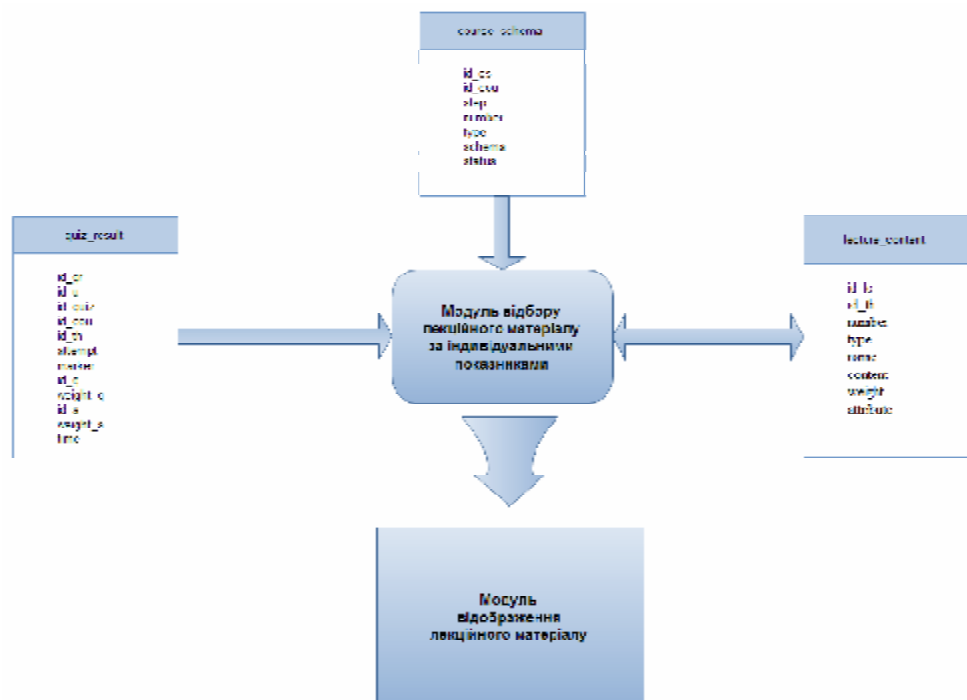 course_schema
id_cs
id_cou
step
number
type
schema
status
quiz_result
id_qr
id_u
id_quiz
id_cou
id_th
attempt
marker
id_q
weight_q
id_a
weight_a
time
Модуль відбору
лекційного матеріалу
за індивідуальними
показниками
lecture_content
id_lc
id_th
number
type
name
content
weight
attribute
Модуль
відображення
лекційного матеріалу